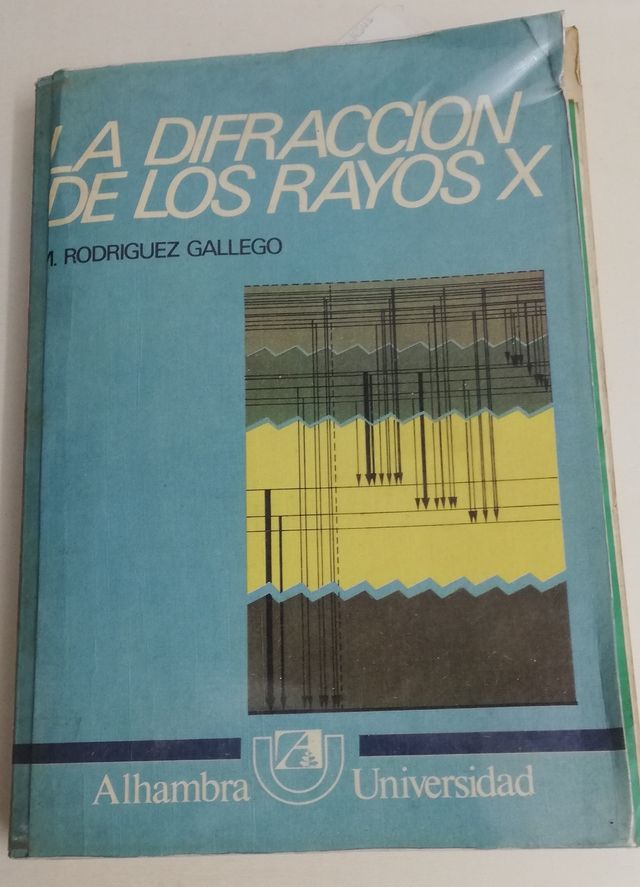 LA DIFRACCION
DE LOS RAYOS X
M. RODRIGUEZ GALLEGO
A
Alhambra Universidad